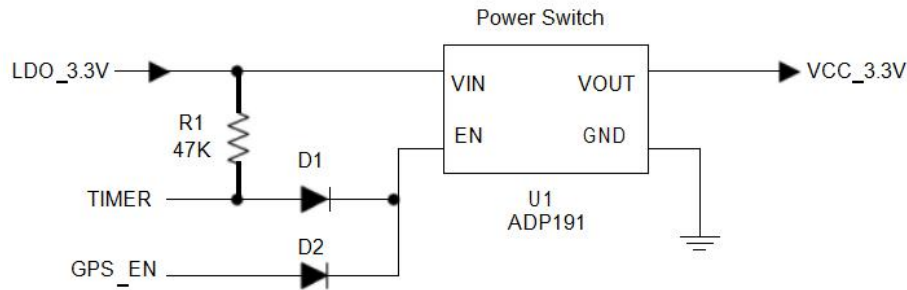 Power Switch
LDO_3.3V
VCC_3.3V
VIN
VOUT
R1
47K
EN
GND
D1
TIMER
U1
ADP191
D2
GPS_EN